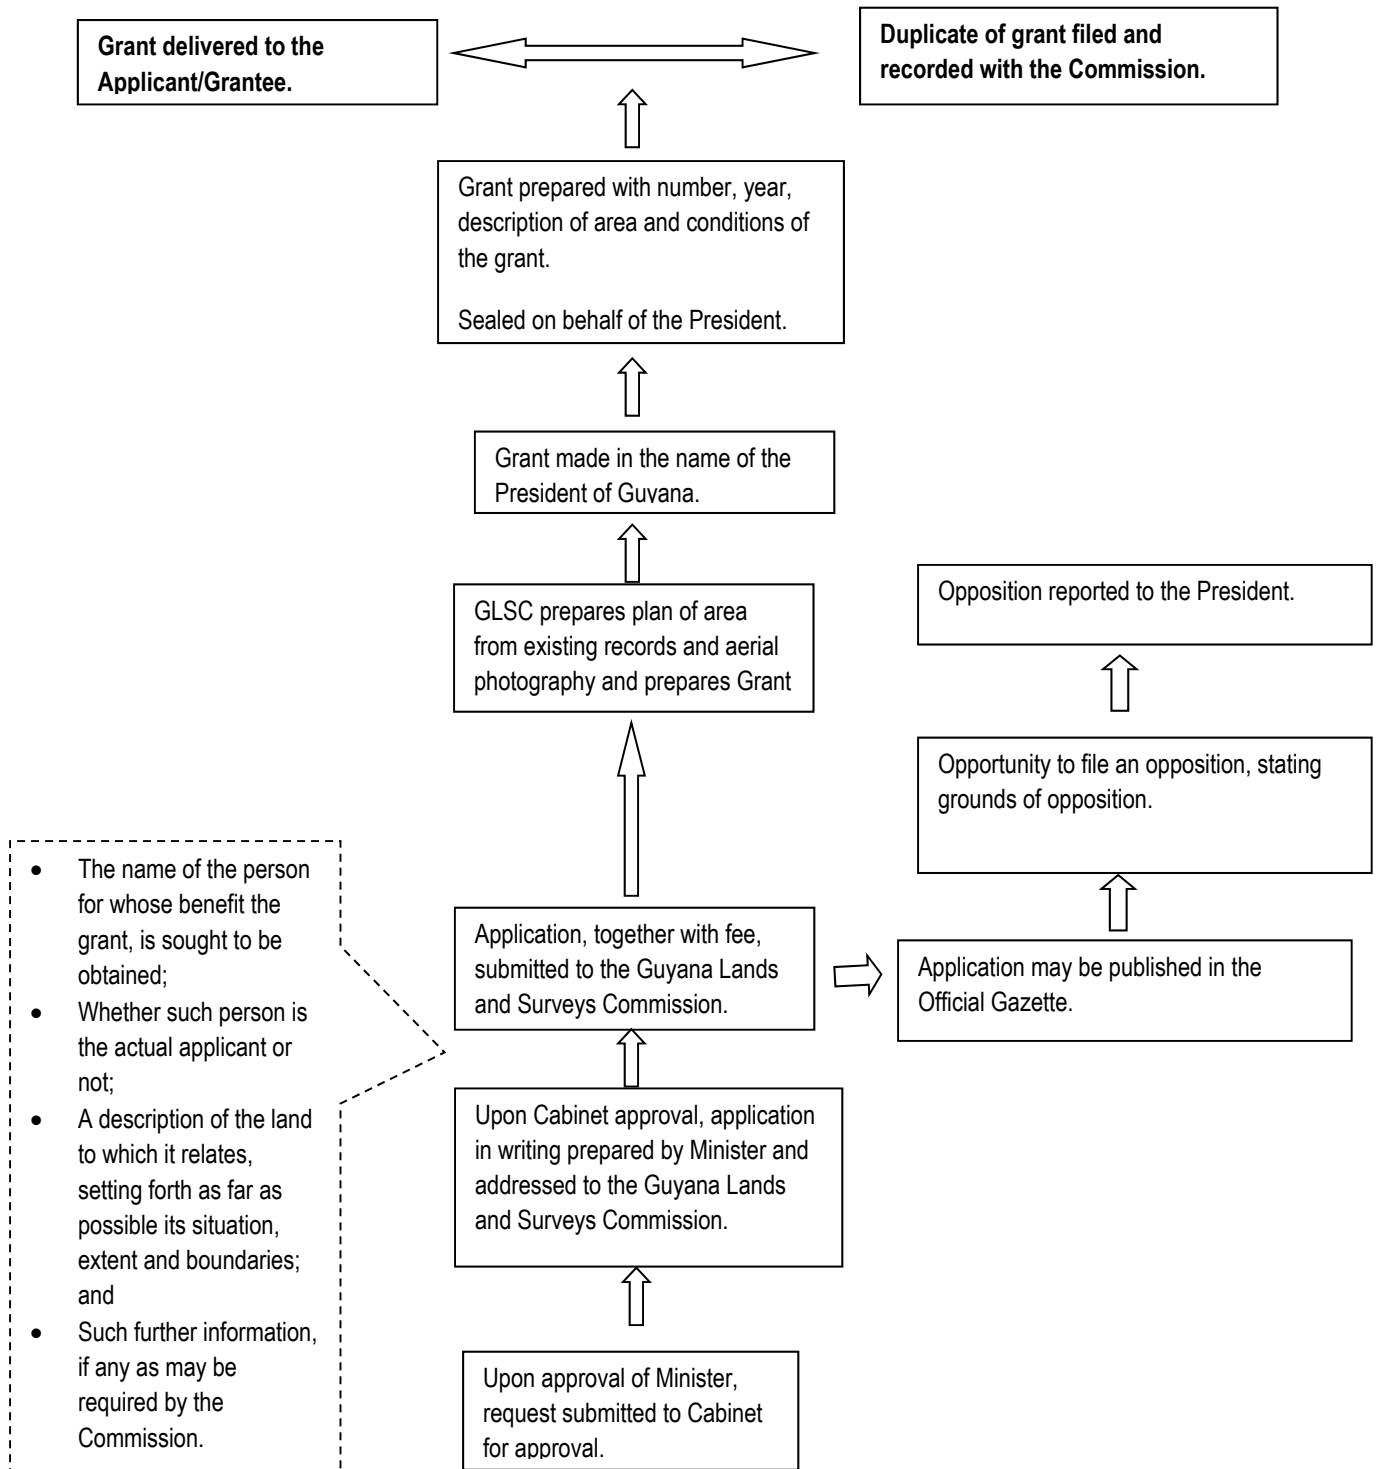 Grant delivered to the
Applicant/Grantee.
Duplicate of grant filed and
recorded with the Commission.
Grant prepared with number, year,
description of area and conditions of
the grant.
Sealed on behalf of the President.
Grant made in the name of the
President of Guyana.
GLSC prepares plan of area
from existing records and aerial
photography and prepares Grant
Opposition reported to the President.
Opportunity to file an opposition, stating
grounds of opposition.
• The name of the person
for whose benefit the
grant, is sought to be
obtained;
• Whether such person is
the actual applicant or
not;
• A description of the land
to which it relates,
setting forth as far as
possible its situation,
extent and boundaries;
and
• Such further information,
if any as may be
required by the
Commission.
Application, together with fee,
submitted to the Guyana Lands
and Surveys Commission.
Application may be published in the
Official Gazette.
Upon Cabinet approval, application
in writing prepared by Minister and
addressed to the Guyana Lands
and Surveys Commission.
Upon approval of Minister,
request submitted to Cabinet
for approval.